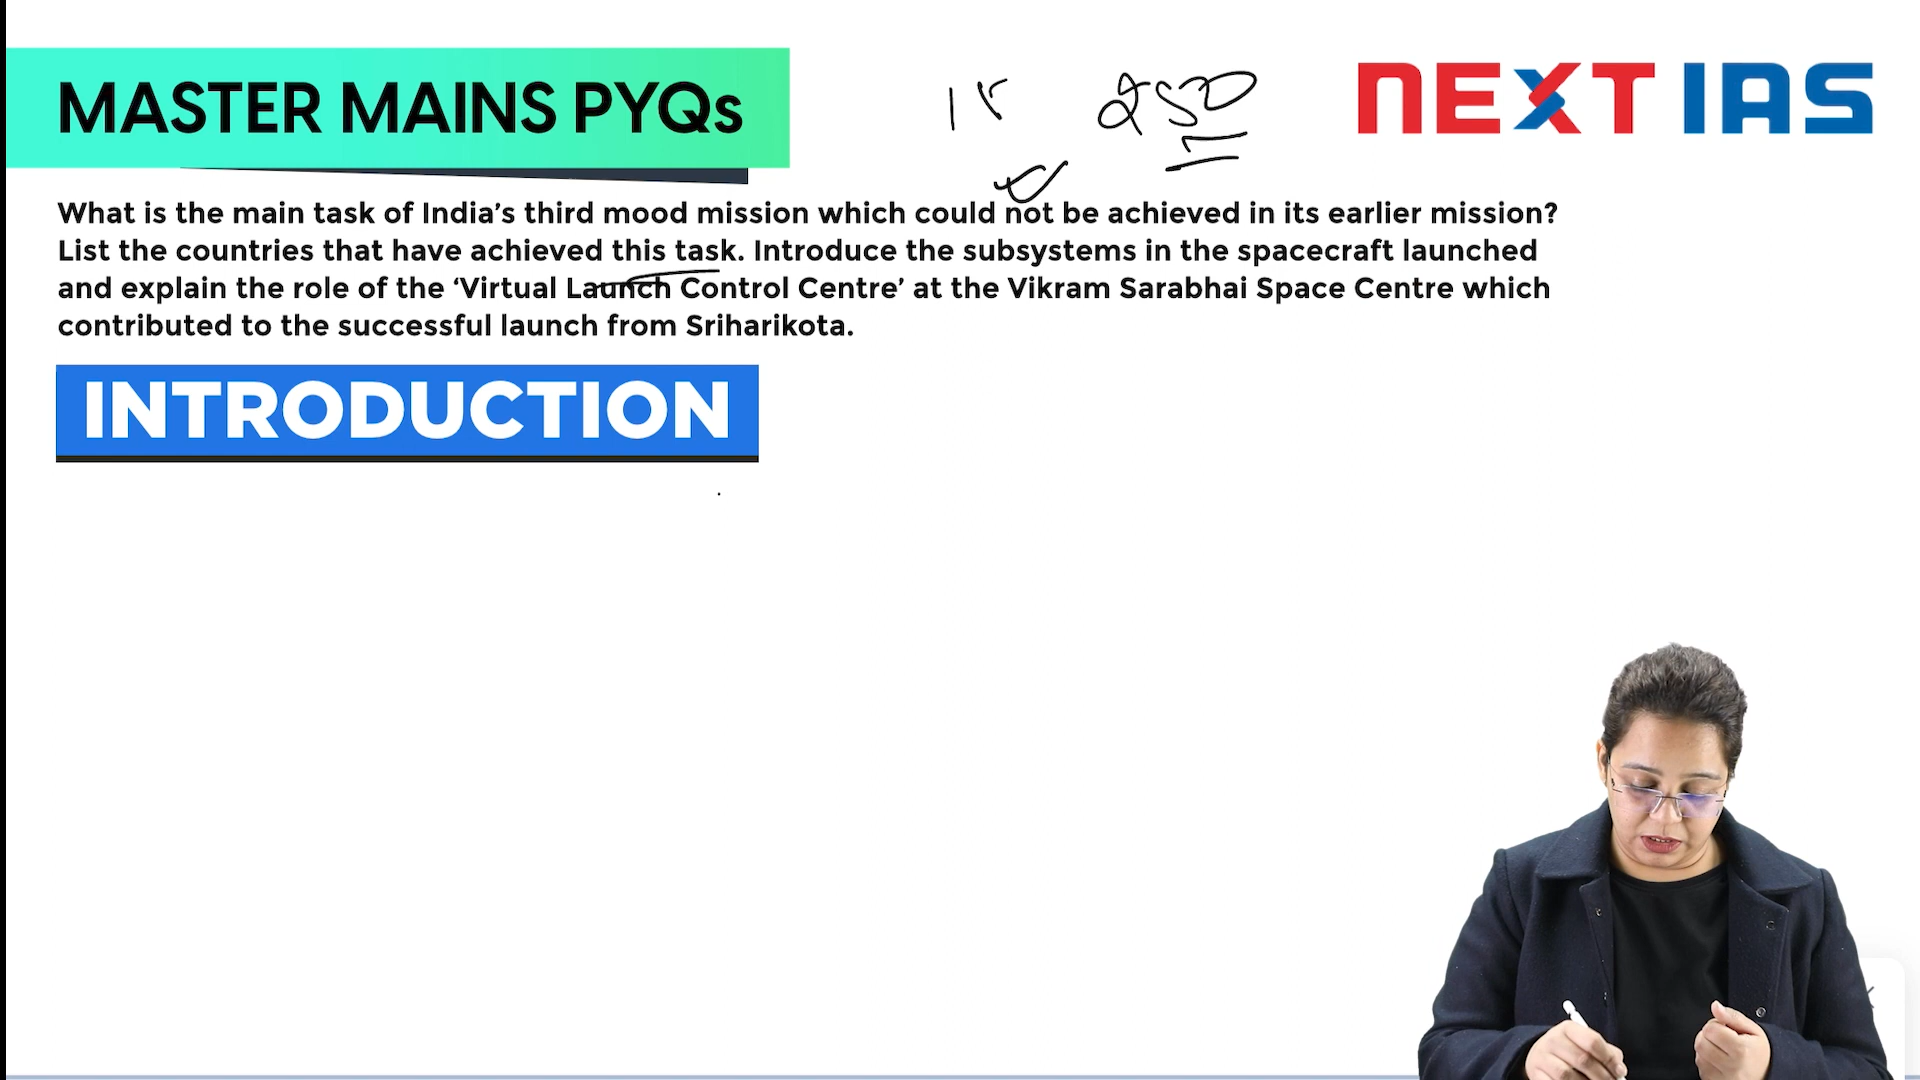 MASTER MAINS PYQs
15 250
NEXT IAS
What is the main task of India’s third mood mission which could not be achieved in its earlier mission?
List the countries that have achieved this task. Introduce the subsystems in the spacecraft launched
and explain the role of the ‘Virtual Launch Control Centre’ at the Vikram Sarabhai Space Centre which
contributed to the successful launch from Sriharikota.
INTRODUCTION